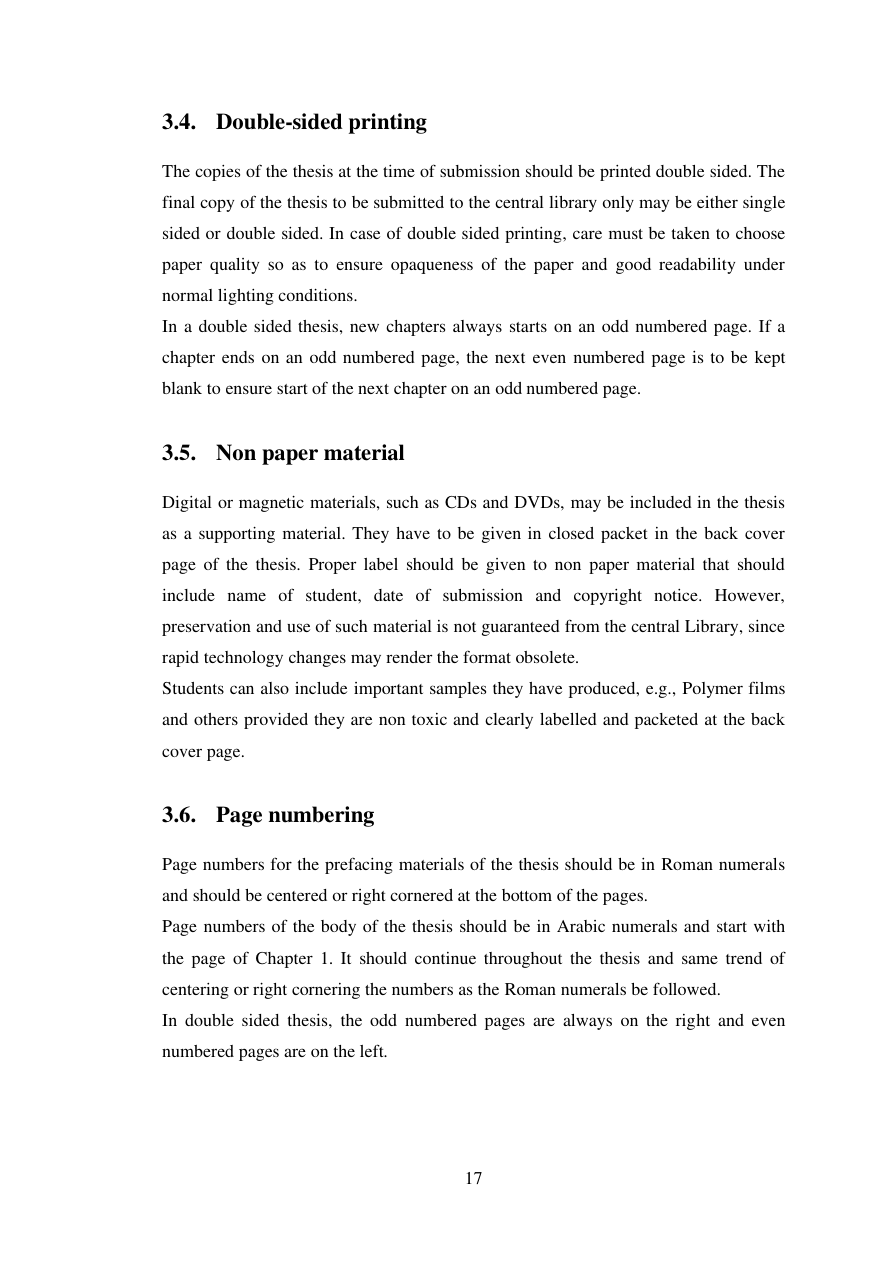 3.4. Double-sided printing
The copies of the thesis at the time of submission should be printed double sided. The
final copy of the thesis to be submitted to the central library only may be either single
sided or double sided. In case of double sided printing, care must be taken to choose
paper quality so as to ensure opaqueness of the paper and good readability under
normal lighting conditions.
In a double sided thesis, new chapters always starts on an odd numbered page. If a
chapter ends on an odd numbered page, the next even numbered page is to be kept
blank to ensure start of the next chapter on an odd numbered page.
3.5. Non paper material
Digital or magnetic materials, such as CDs and DVDs, may be included in the thesis
as a supporting material. They have to be given in closed packet in the back cover
page of the thesis. Proper label should be given to non paper material that should
include name of student, date of submission and copyright notice. However,
preservation and use of such material is not guaranteed from the central Library, since
rapid technology changes may render the format obsolete.
Students can also include important samples they have produced, e.g., Polymer films
and others provided they are non toxic and clearly labelled and packeted at the back
cover page.
3.6. Page numbering
Page numbers for the prefacing materials of the thesis should be in Roman numerals
and should be centered or right cornered at the bottom of the pages.
Page numbers of the body of the thesis should be in Arabic numerals and start with
the page of Chapter 1. It should continue throughout the thesis and same trend of
centering or right cornering the numbers as the Roman numerals be followed.
In double sided thesis, the odd numbered pages are always on the right and even
numbered pages are on the left.
17